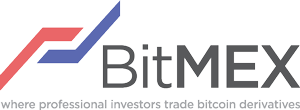 BitMEX
where professional investors trade bitcoin derivatives